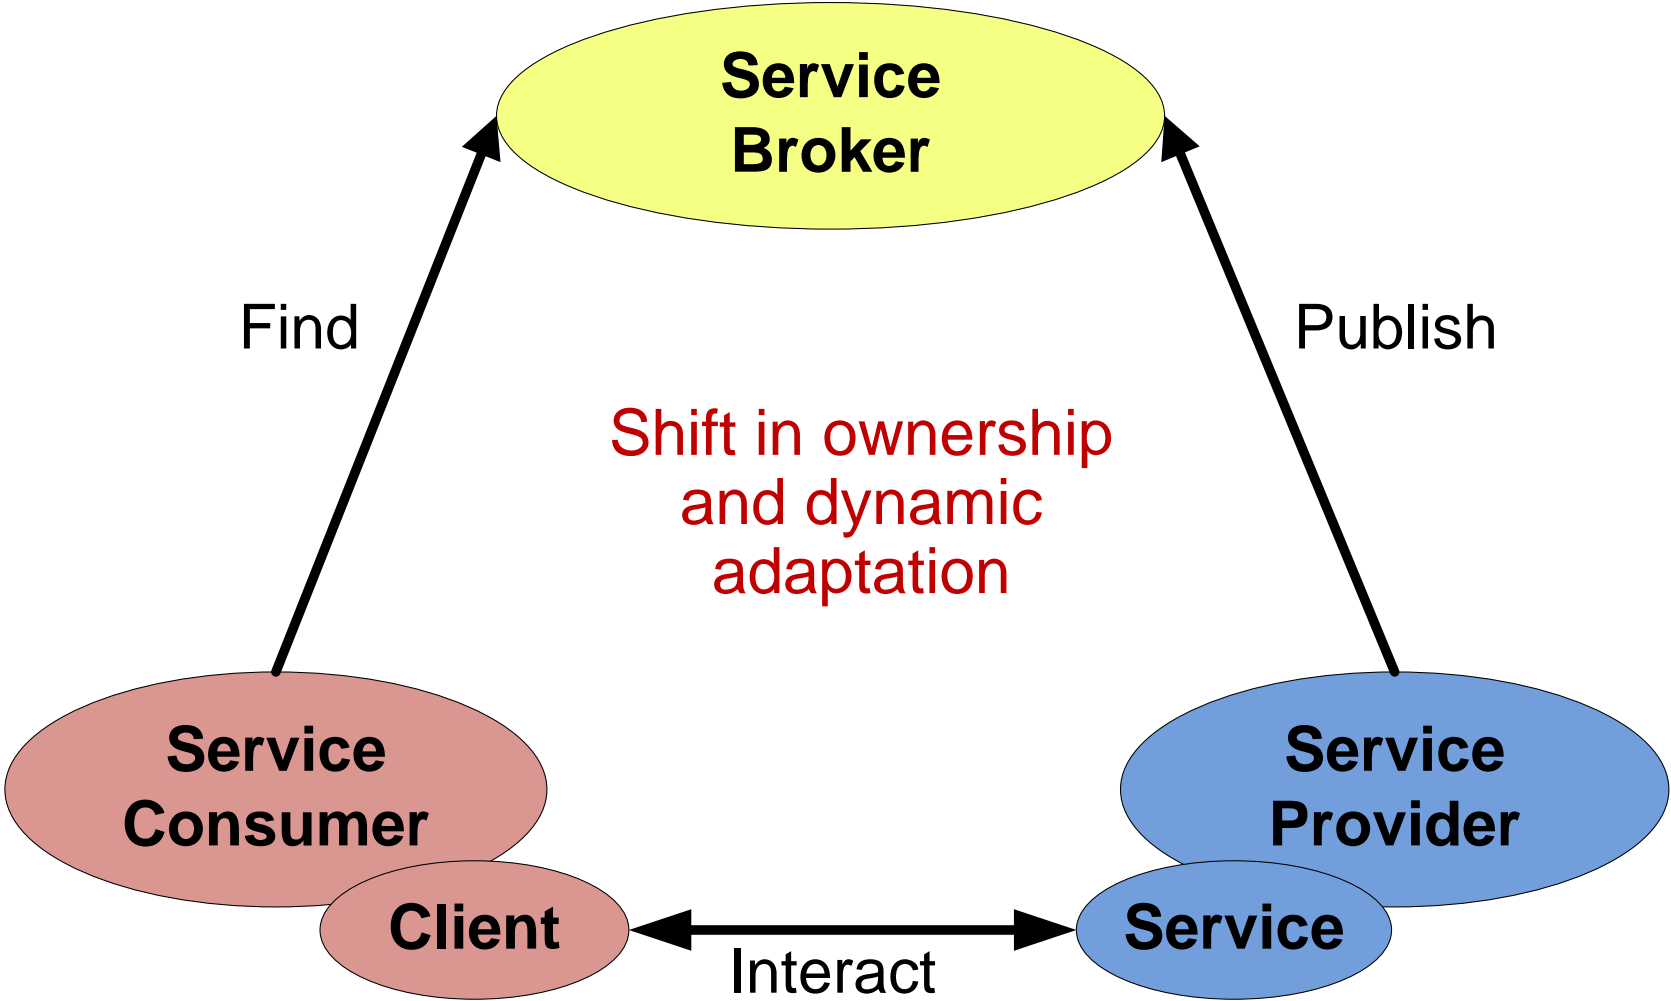 Service
Broker
Find
Publish
Shift in ownership
and dynamic
adaptation
Service
Consumer
Client
Service
Provider
Service
Interact